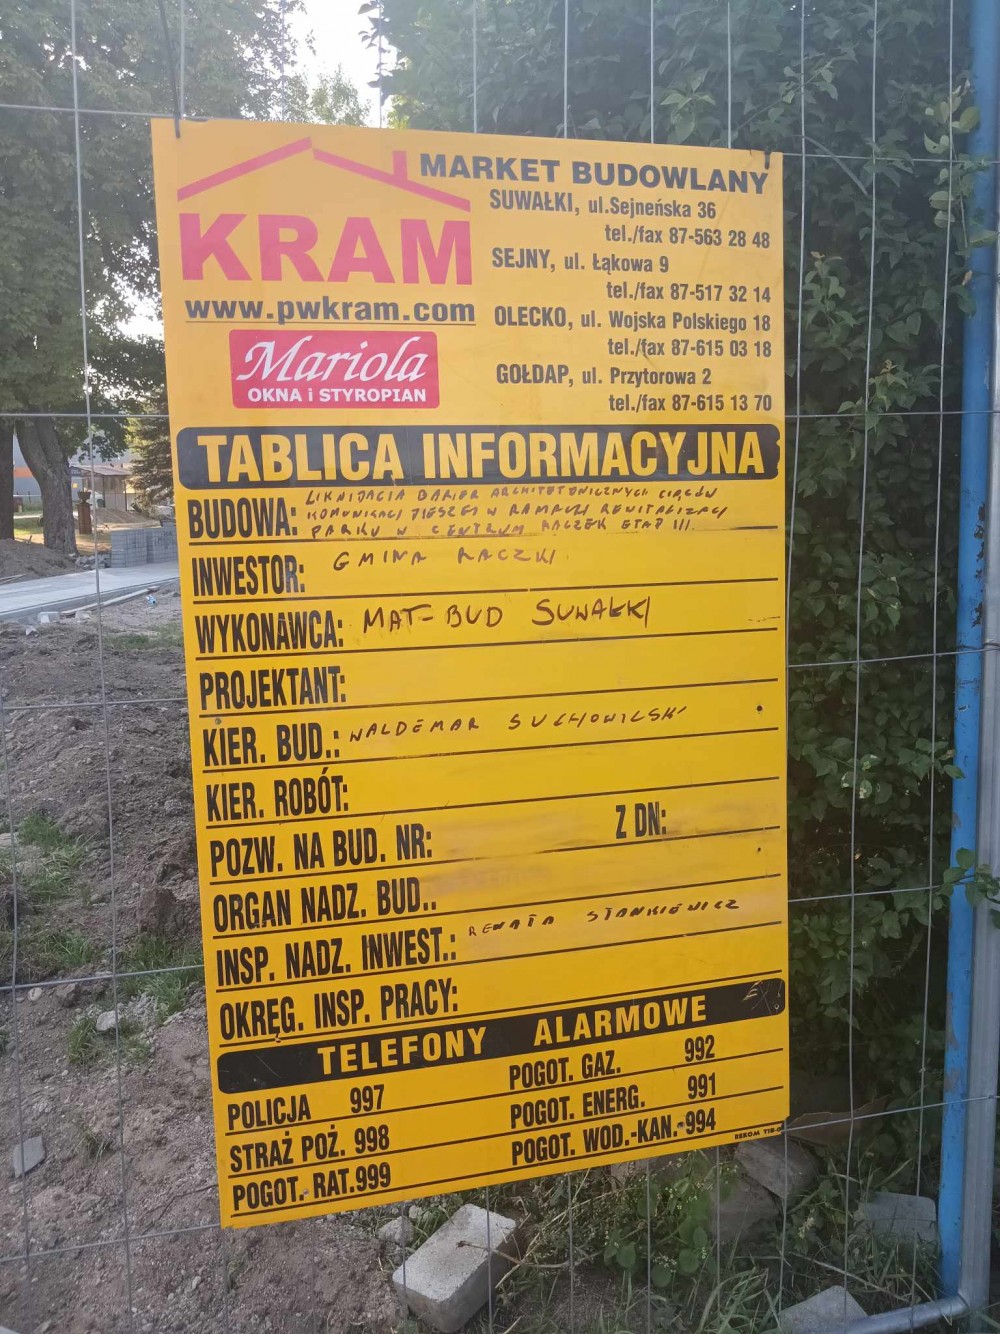 KRAM
www.pwkram.com
Mariola
OKNA i STYROPIAN
MARKET BUDOWLANY
SUWAŁKI, ul.Sejneńska 36
tel./fax 87-563 28 48
SEJNY, ul. Łąkowa 9
tel./fax 87-517 32 14
OLECKO, ul. Wojska Polskiego 18
tel./fax 87-615 03 18
GOŁDAP, ul. Przytorowa 2
tel./fax 87-615 13 70
TABLICA INFORMACYJNA
BUDOWA: LIKWIDACJA BARIER ARCHITEKTONICZNYCH CIĄGÓW
KOMUNIKACJI PIESZEJ W RAMACH REWITALIZACJI
PARKU W CENTRUM RACZEK ETAP III.
INWESTOR: GMINA RACZKI
WYKONAWCA: MAT-BUD SUWAŁKI
PROJEKTANT:
KIER. BUD.: WALDEMAR
KIER. ROBÓT:
POZW. NA BUD. NR: Z DN:
ORGAN NADZ. BUD..
INSP. NADZ. INWEST.: RENATA STANKIEWICZ
OKRĘG. INSP. PRACY:
TELEFONY ALARMOWE
POLICJA 997 POGOT. GAZ. 992
STRAŻ POŻ. 998 POGOT. ENERG. 991
POGOT. RAT.999 POGOT. WOD.-KAN. 994